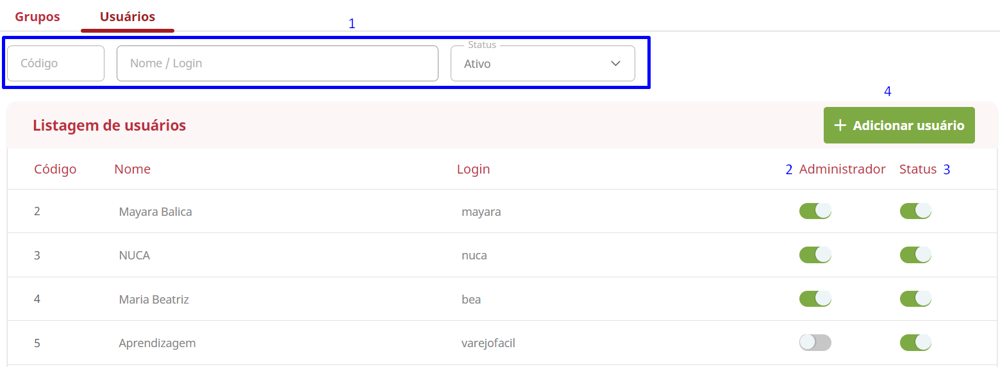 Grupos Usuários
1
Status
Código Nome / Login Ativo
4
Listagem de usuários + Adicionar usuário
Código Nome Login 2 Administrador Status 3
2 Mayara Balica mayara
3 NUCA nuca
4 Maria Beatriz bea
5 Aprendizagem varejofacil